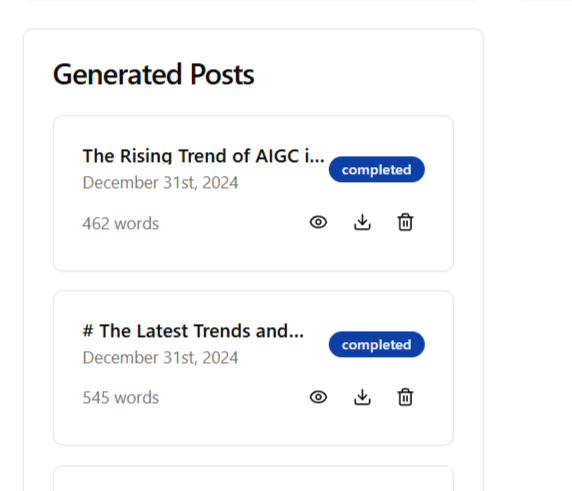 Generated Posts
The Rising Trend of AIGC i...
completed
December 31st, 2024
462 words
# The Latest Trends and...
completed
December 31st, 2024
545 words